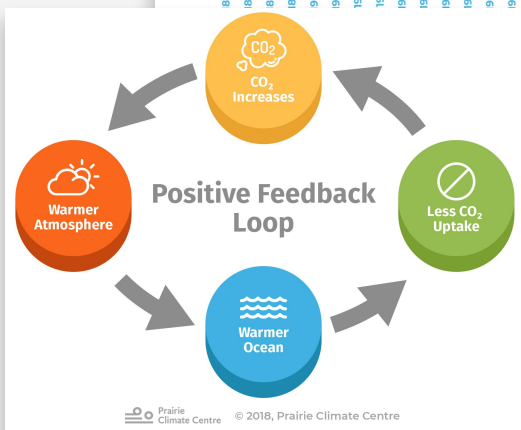 CO₂
CO₂
Increases
Warmer
Atmosphere
Positive Feedback
Loop
Less CO₂
Uptake
Warmer
Ocean
Prairie
Climate Centre
© 2018, Prairie Climate Centre